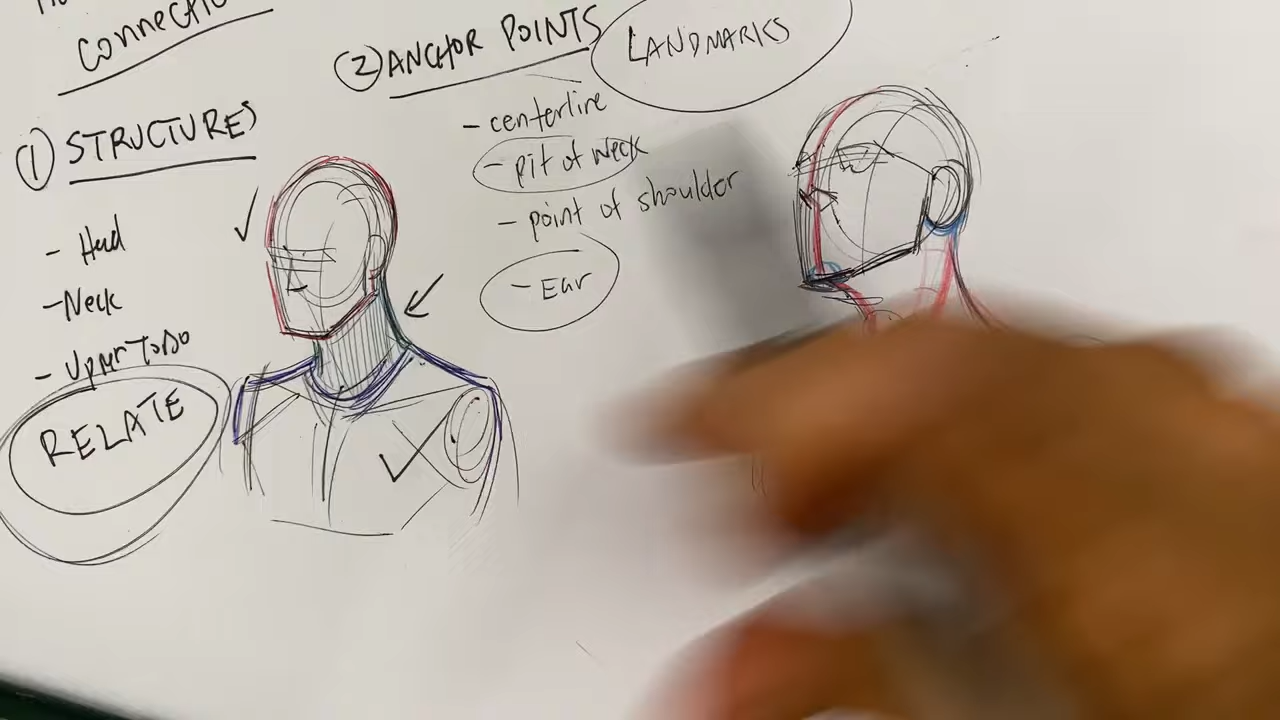 connectio
① STRUCTURES
- Head
- Neck
- Upper Torso
RELATE
② ANCHOR POINTS
LANDMARKS
- centerline
- pit of Neck
- point of shoulder
- Ear